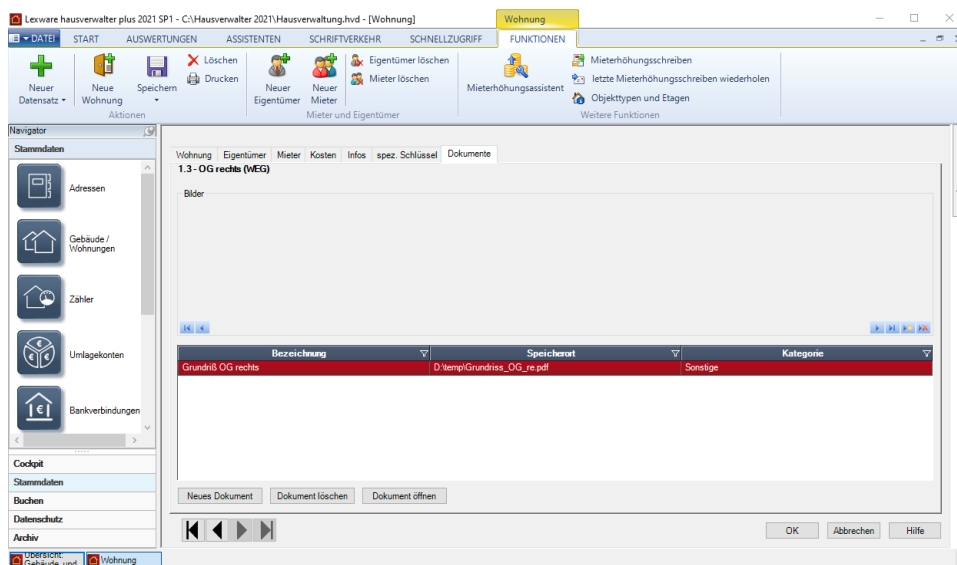 Lexware hausverwalter plus 2021 SP1 - C:\Hausverwalter 2021\Hausverwaltung.hvd - [Wohnung]
Wohnung
DATEI START AUSWERTUNGEN ASSISTENTEN SCHRIFTVERKEHR SCHNELLZUGRIFF FUNKTIONEN
Neuer Datensatz
Neue Wohnung
Speichern
Löschen
Drucken
Aktionen
Neuer Eigentümer
Neuer Mieter
Eigentümer löschen
Mieter löschen
Mieter und Eigentümer
Mieterhöhungsassistent
Mieterhöhungsschreiben
letzte Mieterhöhungsschreiben wiederholen
Objekttypen und Etagen
Weitere Funktionen
Navigator
Stammdaten
Adressen
Gebäude /
Wohnungen
Zähler
Umlagekonten
Bankverbindungen
Cockpit
Stammdaten
Buchen
Datenschutz
Archiv
Wohnung Eigentümer Mieter Kosten Infos spez. Schlüssel Dokumente
1.3 - OG rechts (WEG)
Bilder
Bezeichnung Speicherort Kategorie
Grundriß OG rechts D:\temp\Grundriss_OG_re.pdf Sonstige
Neues Dokument Dokument löschen Dokument öffnen
OK Abbrechen Hilfe
Übersicht:
Gebäude und
Wohnung